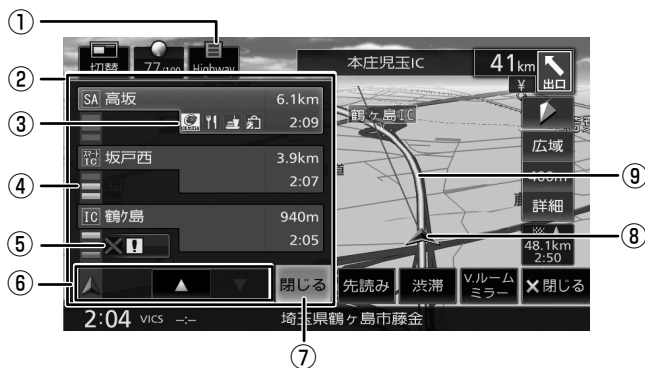 ①
②
③
④
⑤
⑥
⑦
⑧
⑨
切替
77/100
Highway
本庄児玉IC
41km
出口
¥
SA 高坂
6.1km
2:09
スマート
IC
坂戸西
3.9km
2:07
IC 鶴ヶ島
940m
2:05
鶴ヶ島IC
広域
400m
詳細
48.1km
2:50
閉じる
先読み
渋滞
V.ルーム
ミラー
×閉じる
2:04 VICS --:--
埼玉県鶴ヶ島市藤金